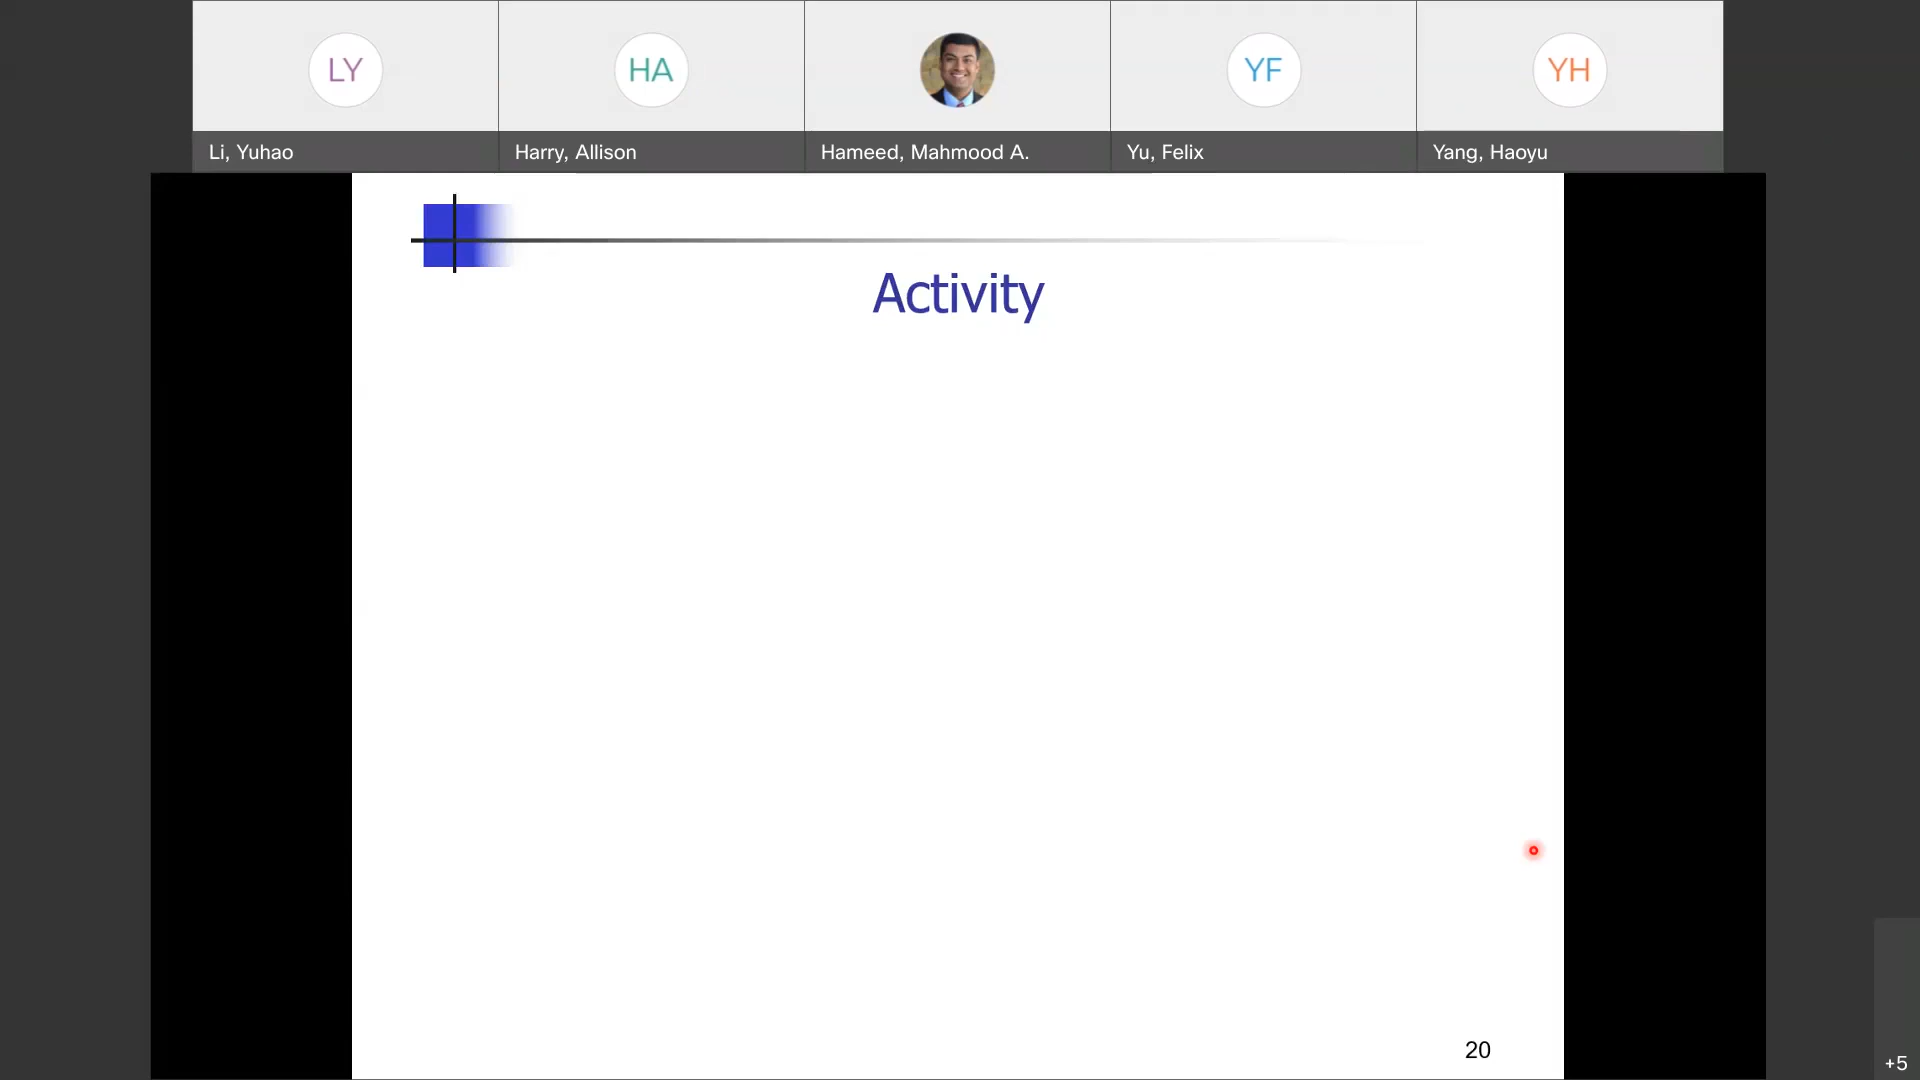 LY
HA
YF
YH
Li, Yuhao
Harry, Allison
Hameed, Mahmood A.
Yu, Felix
Yang, Haoyu
Activity
20
+5